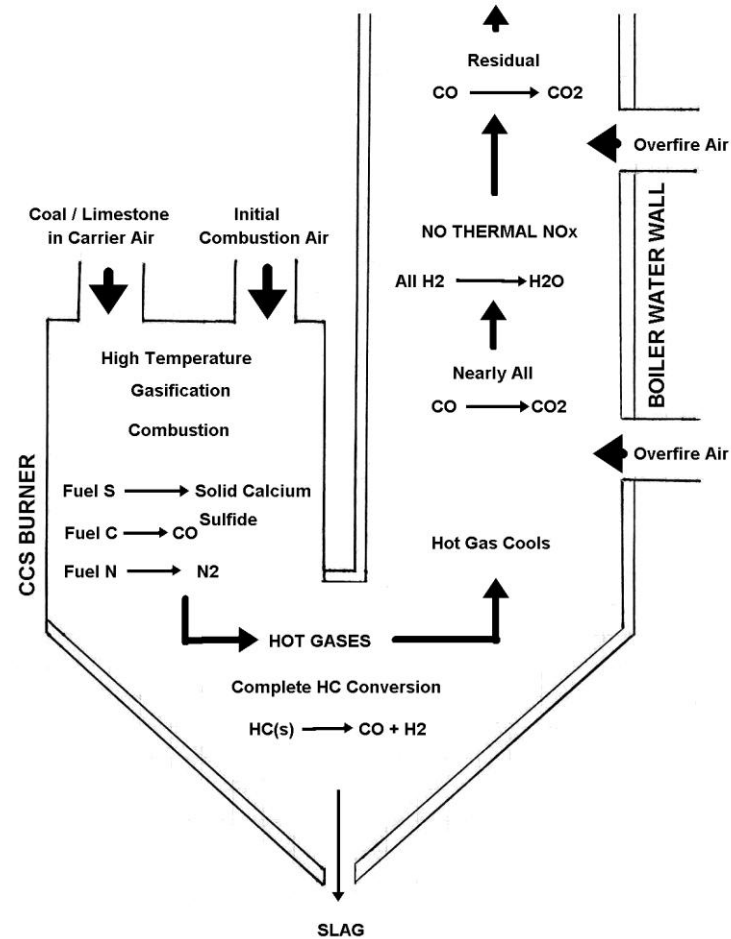 Residual
CO → CO2
Overfire Air
Coal / Limestone
in Carrier Air
Initial
Combustion Air
NO THERMAL NOx
All H2 → H2O
BOILER WATER WALL
High Temperature
Gasification
Combustion
Nearly All
CO → CO2
Overfire Air
CCS BURNER
Fuel S → Solid Calcium
Sulfide
Fuel C → CO
Fuel N → N2
Hot Gas Cools
HOT GASES
Complete HC Conversion
HC(s) → CO + H2
SLAG